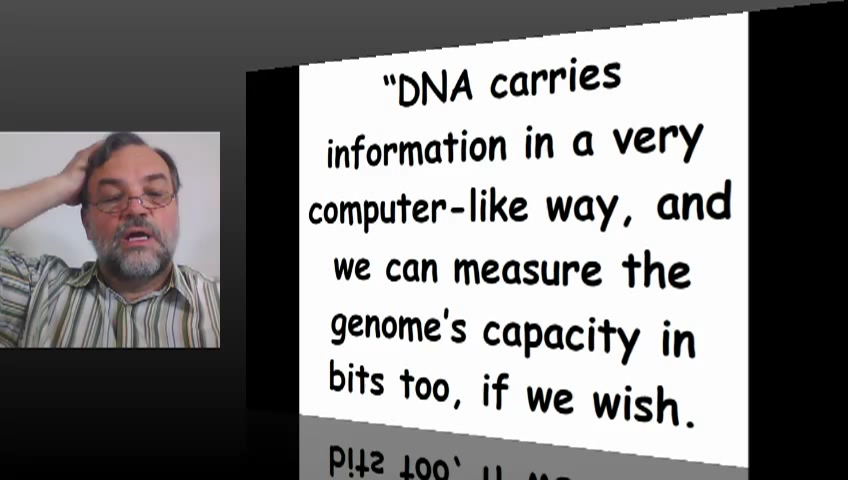 “DNA carries
information in a very
computer-like way, and
we can measure the
genome's capacity in
bits too, if we wish.